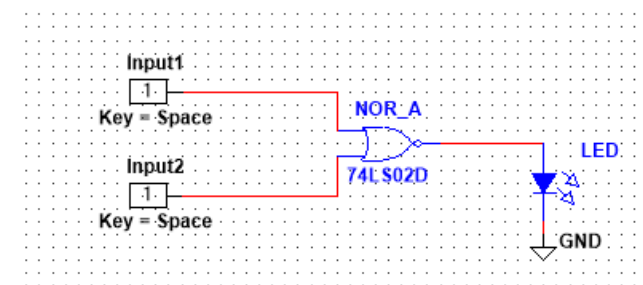 Input1
1
Key = Space
NOR_A
74LS02D
Input2
1
Key = Space
LED
GND